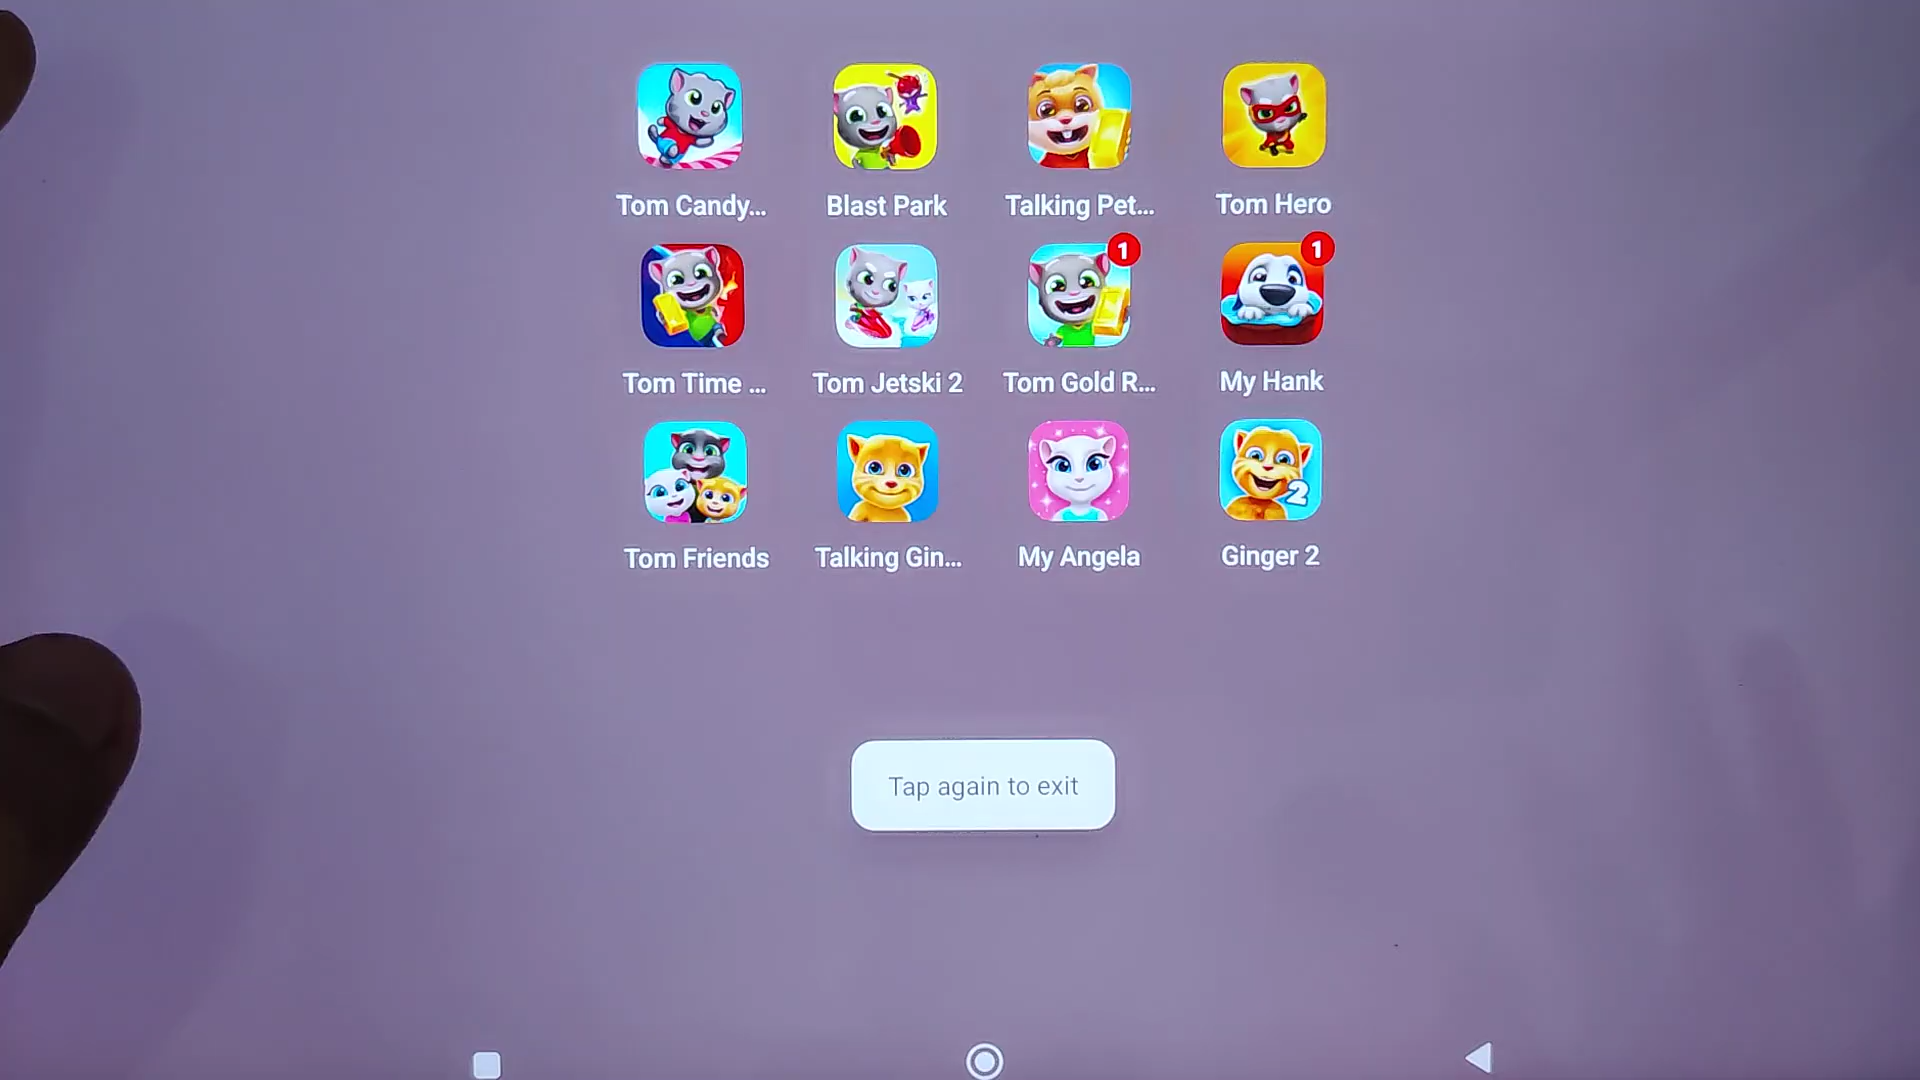 Tom Candy...
Blast Park
Talking Pet...
Tom Hero
1
1
Tom Time ...
Tom Jetski 2
Tom Gold R...
My Hank
2
Tom Friends
Talking Gin...
My Angela
Ginger 2
Tap again to exit